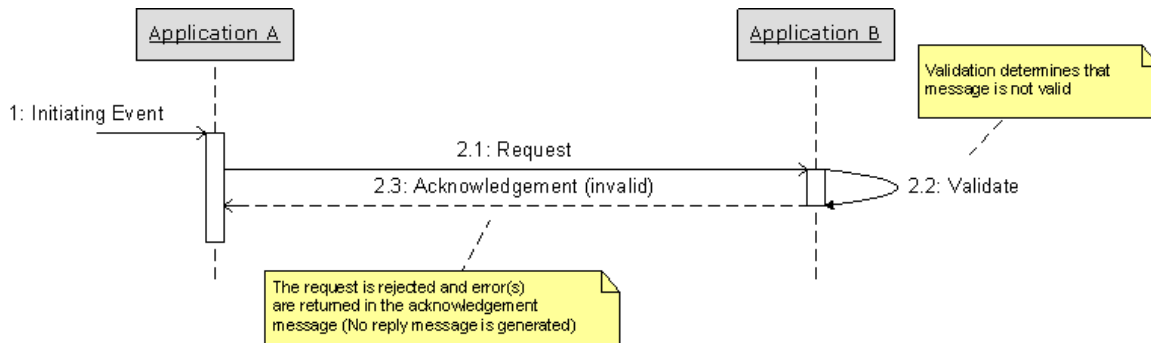 Application A
Application B
Validation determines that
message is not valid
1: Initiating Event
2.1: Request
2.3: Acknowledgement (invalid)
2.2: Validate
The request is rejected and error(s)
are returned in the acknowledgement
message (No reply message is generated)